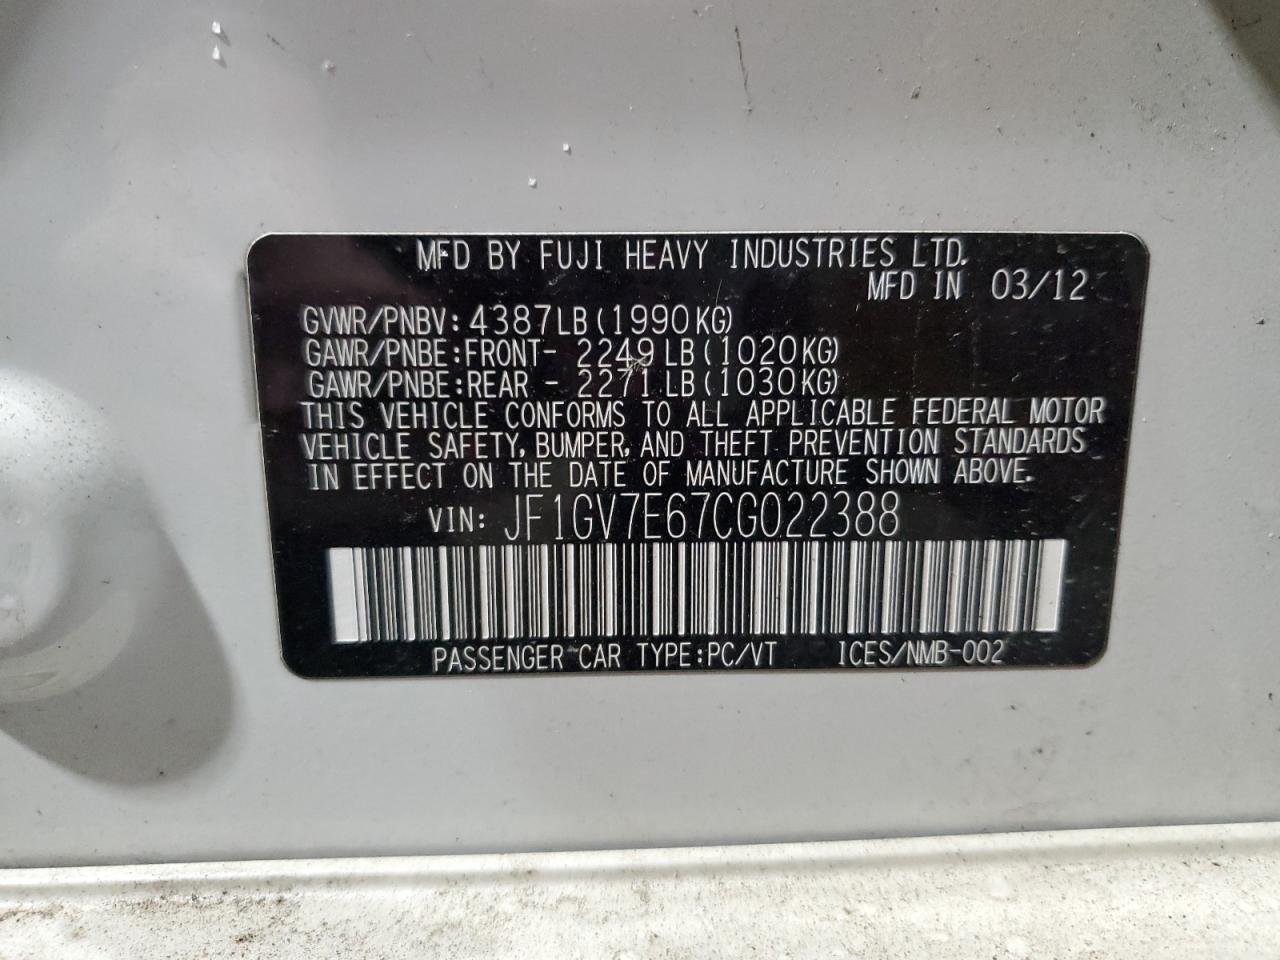 MFD BY FUJI HEAVY INDUSTRIES LTD.
MFD IN 03/12
GVWR/PNBV: 4387LB(1990KG)
GAWR/PNBE:FRONT- 2249LB(1020KG)
GAWR/PNBE:REAR - 2271LB(1030KG)
THIS VEHICLE CONFORMS TO ALL APPLICABLE FEDERAL MOTOR
VEHICLE SAFETY, BUMPER, AND THEFT PREVENTION STANDARDS
IN EFFECT ON THE DATE OF MANUFACTURE SHOWN ABOVE.
VIN: JF1GV7E67CG022388
PASSENGER CAR TYPE:PC/VT ICES/NMB-002